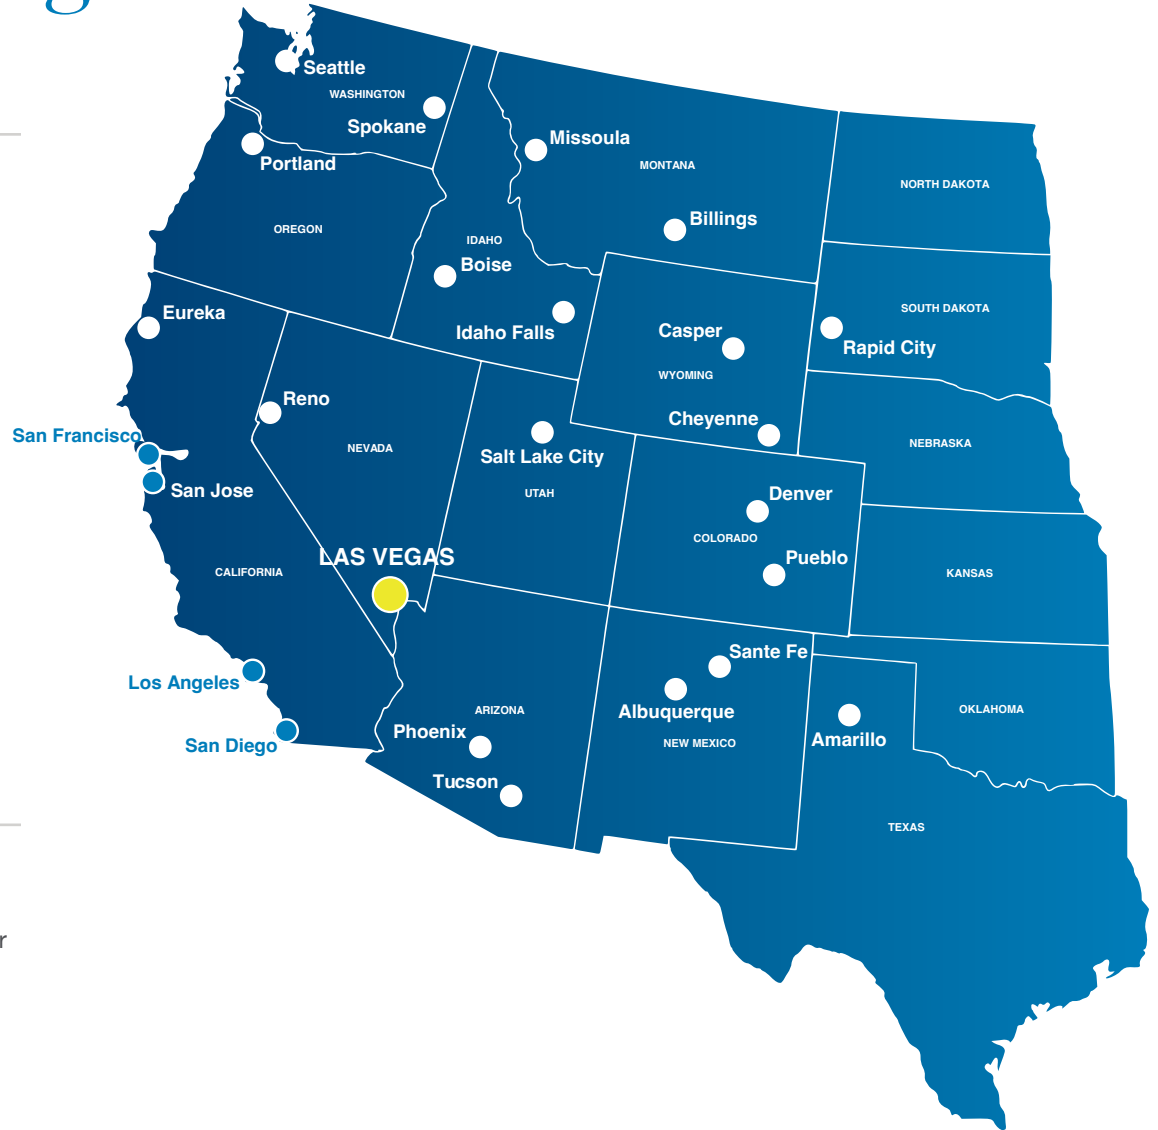 g
Seattle
WASHINGTON
Spokane
Missoula
Portland
MONTANA
NORTH DAKOTA
Billings
OREGON
IDAHO
Boise
SOUTH DAKOTA
Eureka
Idaho Falls
Casper
Rapid City
WYOMING
Reno
Cheyenne
San Francisco
NEVADA
NEBRASKA
Salt Lake City
San Jose
UTAH
Denver
COLORADO
LAS VEGAS
Pueblo
CALIFORNIA
KANSAS
Sante Fe
Los Angeles
ARIZONA
Albuquerque
OKLAHOMA
Phoenix
NEW MEXICO
Amarillo
San Diego
Tucson
TEXAS
r